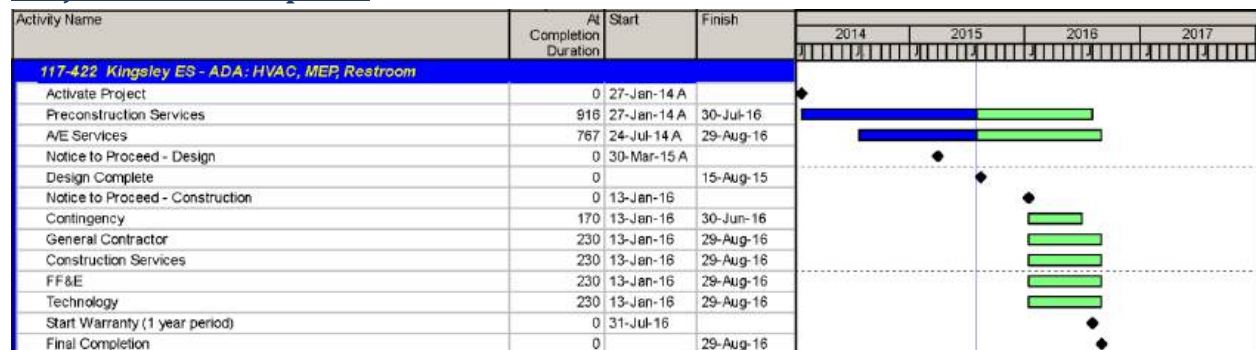 Activity Name At Completion Duration Start Finish 2014 2015 2016 2017
117-422 Kingsley ES - ADA: HVAC, MEP, Restroom
Activate Project 0 27-Jan-14 A
Preconstruction Services 916 27-Jan-14 A 30-Jul-16
A/E Services 767 24-Jul-14 A 29-Aug-16
Notice to Proceed - Design 0 30-Mar-15 A
Design Complete 0 15-Aug-15
Notice to Proceed - Construction 0 13-Jan-16
Contingency 170 13-Jan-16 30-Jun-16
General Contractor 230 13-Jan-16 29-Aug-16
Construction Services 230 13-Jan-16 29-Aug-16
FF&E 230 13-Jan-16 29-Aug-16
Technology 230 13-Jan-16 29-Aug-16
Start Warranty (1 year period) 0 31-Jul-16
Final Completion 0 29-Aug-16